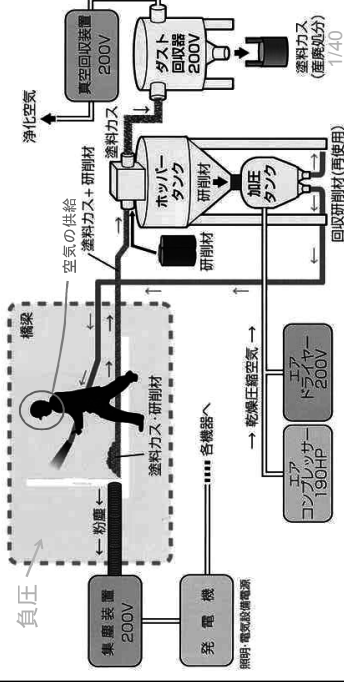 負圧
空気の供給
橋梁
← 粉塵 ←
塗料カス・研削材
集塵装置
200V
発電機
照明・電気設備電源
→ 各機器へ
エア
コンプレッサー
190HP
エア
ドライヤー
200V
→ 乾燥圧縮空気 →
塗料カス+研削材
研削材
ホッパー
タンク
研削材
加圧
タンク
回収研削材(再使用)
塗料カス
浄化空気
真空回収装置
200V
ダスト
回収器
200V
塗料カス
(産廃処分)
1/40